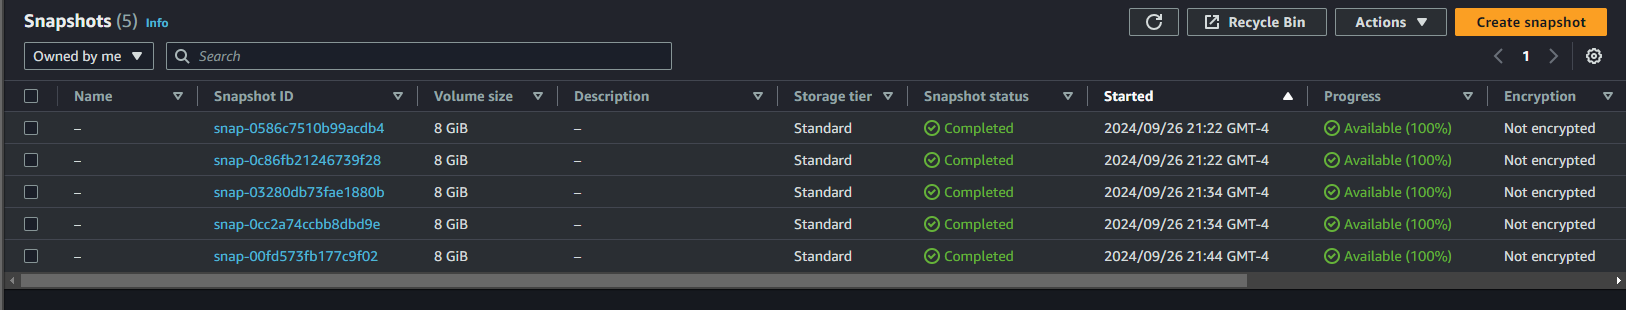 Snapshots (5) Info Recycle Bin Actions Create snapshot
Owned by me Search 1
Name Snapshot ID Volume size Description Storage tier Snapshot status Started Progress Encryption
– snap-0586c7510b99acdb4 8 GiB – Standard Completed 2024/09/26 21:22 GMT-4 Available (100%) Not encrypted
– snap-0c86fb21246739f28 8 GiB – Standard Completed 2024/09/26 21:22 GMT-4 Available (100%) Not encrypted
– snap-03280db73fae1880b 8 GiB – Standard Completed 2024/09/26 21:34 GMT-4 Available (100%) Not encrypted
– snap-0cc2a74ccbb8dbd9e 8 GiB – Standard Completed 2024/09/26 21:34 GMT-4 Available (100%) Not encrypted
– snap-00fd573fb177c9f02 8 GiB – Standard Completed 2024/09/26 21:44 GMT-4 Available (100%) Not encrypted